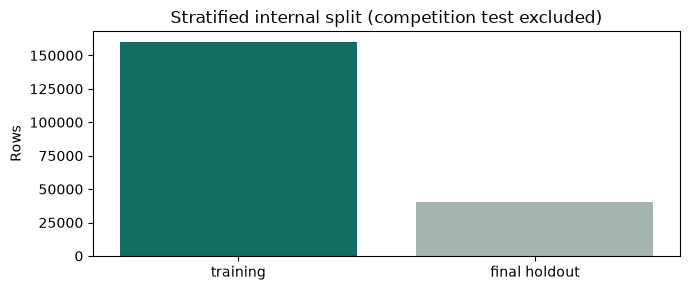 Stratified internal split (competition test excluded)
Rows
150000
125000
100000
75000
50000
25000
0
training
final holdout